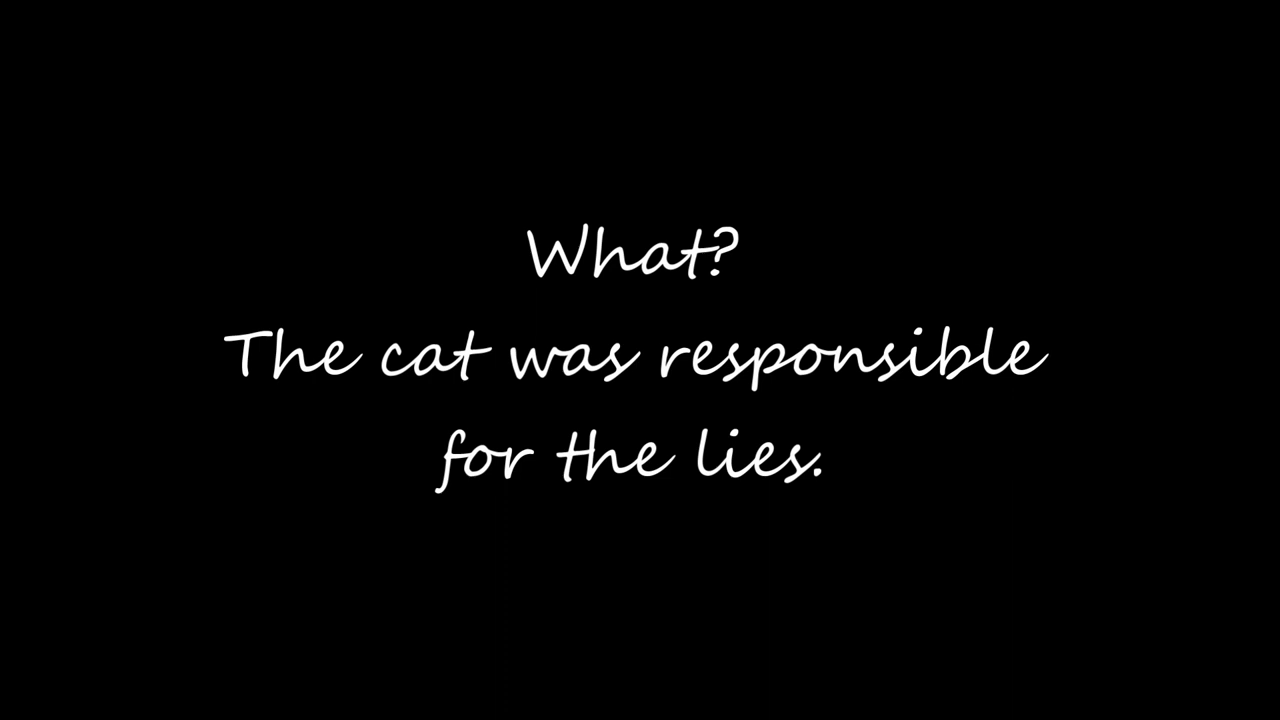 What?
The cat was responsible
for the lies.